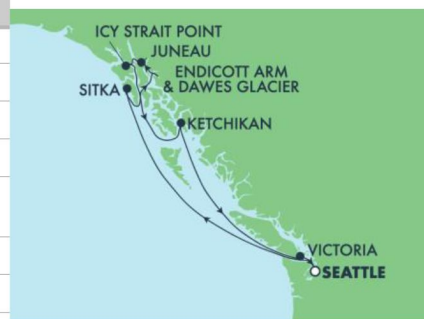 ICY STRAIT POINT
JUNEAU
ENDICOTT ARM
& DAWES GLACIER
SITKA
KETCHIKAN
VICTORIA
SEATTLE